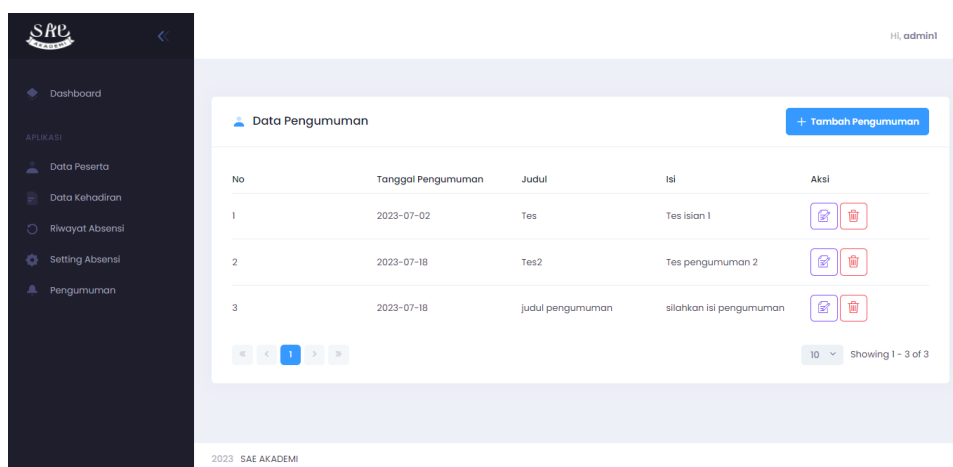 SAE
AKADEMI
Hi, admin1
Dashboard
APLIKASI
Data Peserta
Data Kehadiran
Riwayat Absensi
Setting Absensi
Pengumuman
Data Pengumuman
+ Tambah Pengumuman
No Tanggal Pengumuman Judul Isi Aksi
1 2023-07-02 Tes Tes isian 1
2 2023-07-18 Tes2 Tes pengumuman 2
3 2023-07-18 judul pengumuman silahkan isi pengumuman
1
10 Showing 1 - 3 of 3
2023 SAE AKADEMI